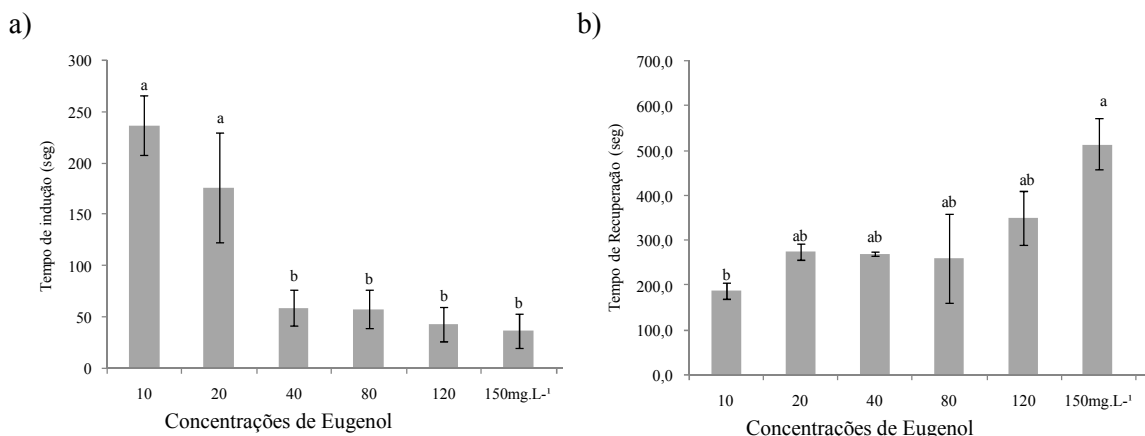 a)
300
250
200
150
100
50
0
Tempo de indução (seg)
a
a
b
b
b
b
10 20 40 80 120 150mg.L-¹
Concentrações de Eugenol
b)
700,0
600,0
500,0
400,0
300,0
200,0
100,0
0,0
Tempo de Recuperação (seg)
b
ab
ab
ab
ab
a
10 20 40 80 120 150mg.L-¹
Concentrações de Eugenol